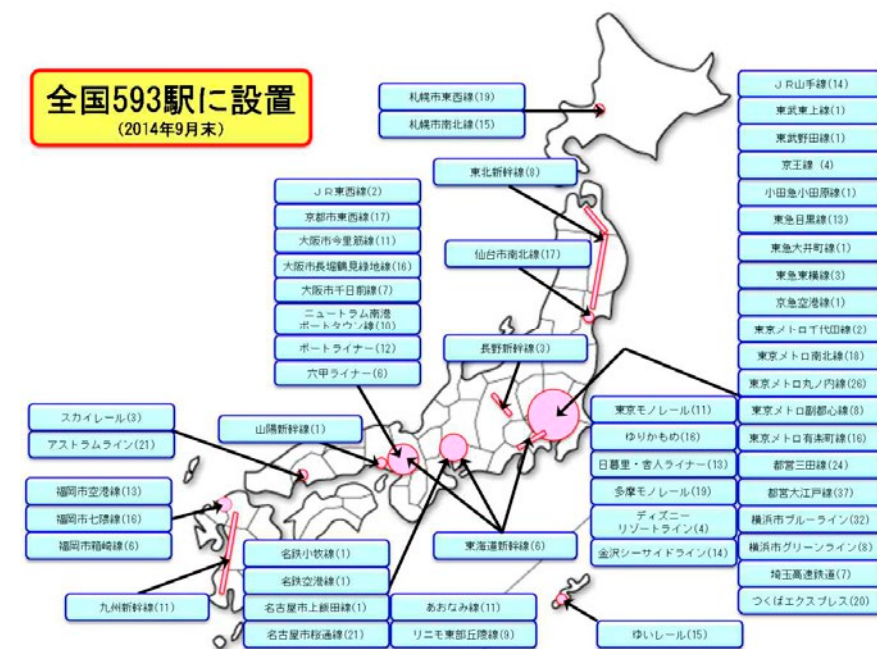 全国593駅に設置
(2014年9月末)
札幌市東西線(19)
札幌市南北線(15)
東北新幹線(8)
仙台市南北線(17)
長野新幹線(3)
JR東西線(2)
京都市東西線(17)
大阪市今里筋線(11)
大阪市長堀鶴見緑地線(16)
大阪市千日前線(7)
ニュートラム南港
ポートタウン線(10)
ポートライナー(12)
六甲ライナー(6)
スカイレール(3)
アストラムライン(21)
山陽新幹線(1)
福岡市空港線(13)
福岡市七隈線(16)
福岡市箱崎線(6)
九州新幹線(11)
名鉄小牧線(1)
名鉄空港線(1)
名古屋市上飯田線(1)
名古屋市桜通線(21)
あおなみ線(11)
リニモ東部丘陵線(9)
東海道新幹線(6)
ゆいレール(15)
東京モノレール(11)
ゆりかもめ(16)
日暮里・舎人ライナー(13)
多摩モノレール(19)
ディズニー
リゾートライン(4)
金沢シーサイドライン(14)
JR山手線(14)
東武東上線(1)
東武野田線(1)
京王線 (4)
小田急小田原線(1)
東急目黒線(13)
東急大井町線(1)
東急東横線(3)
京急空港線(1)
東京メトロ千代田線(2)
東京メトロ南北線(18)
東京メトロ丸ノ内線(26)
東京メトロ副都心線(8)
東京メトロ有楽町線(16)
都営三田線(24)
都営大江戸線(37)
横浜市ブルーライン(32)
横浜市グリーンライン(8)
埼玉高速鉄道(7)
つくばエクスプレス(20)